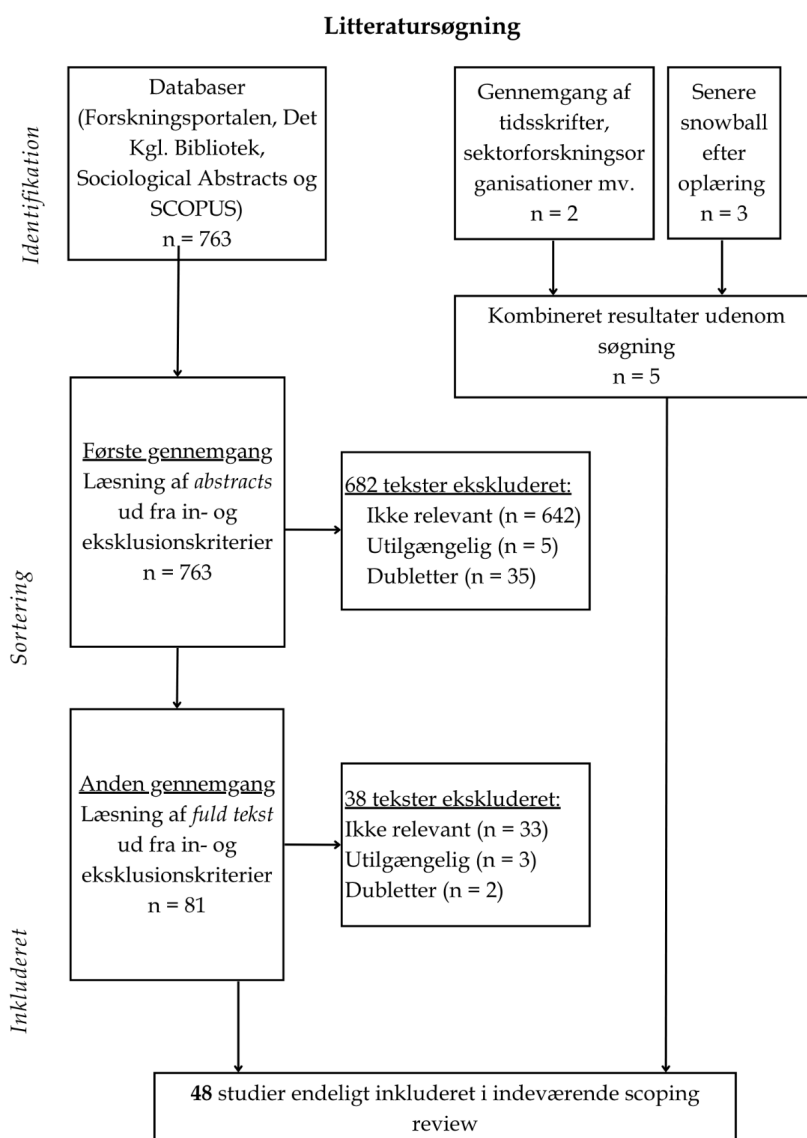 Litteratursøgning
Identifikation
Databaser
(Forskningsportalen, Det
Kgl. Bibliotek,
Sociological Abstracts og
SCOPUS)
n = 763
Gennemgang af
tidsskrifter,
sektorforskningsor
ganisationer mv.
n = 2
Senere
snowball
efter
oplæring
n = 3
Kombineret resultater udenom
søgning
n = 5
Sortering
Første gennemgang
Læsning af abstracts
ud fra in- og
eksklusionskriterier
n = 763
682 tekster ekskluderet:
Ikke relevant (n = 642)
Utilgængelig (n = 5)
Dubletter (n = 35)
Anden gennemgang
Læsning af fuld tekst
ud fra in- og
eksklusionskriterier
n = 81
38 tekster ekskluderet:
Ikke relevant (n = 33)
Utilgængelig (n = 3)
Dubletter (n = 2)
Inkluderet
48 studier endeligt inkluderet i indeværende scoping
review